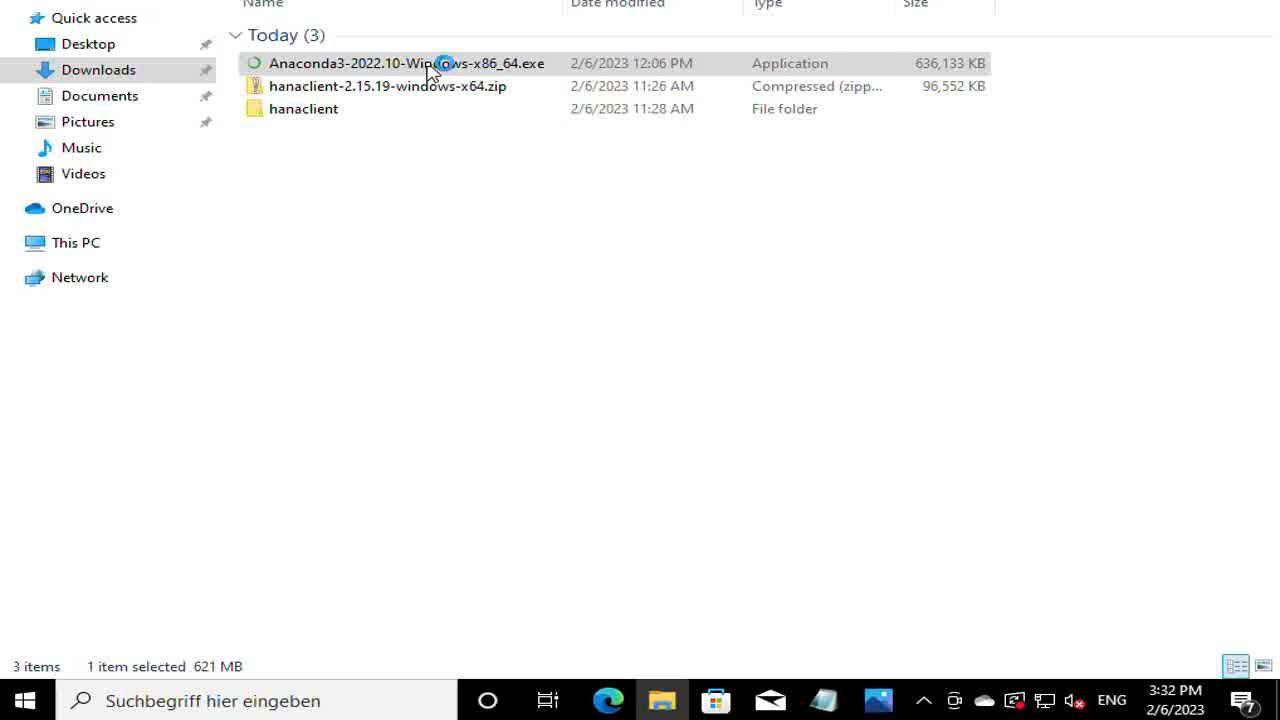 Name Date modified Type Size
Quick access
Today (3)
Desktop
Anaconda3-2022.10-Windows-x86_64.exe 2/6/2023 12:06 PM Application 636,133 KB
Downloads
hanaclient-2.15.19-windows-x64.zip 2/6/2023 11:26 AM Compressed (zipp... 96,552 KB
Documents
hanaclient 2/6/2023 11:28 AM File folder
Pictures
Music
Videos
OneDrive
This PC
Network
3 items 1 item selected 621 MB
Suchbegriff hier eingeben
ENG
3:32 PM
2/6/2023
7